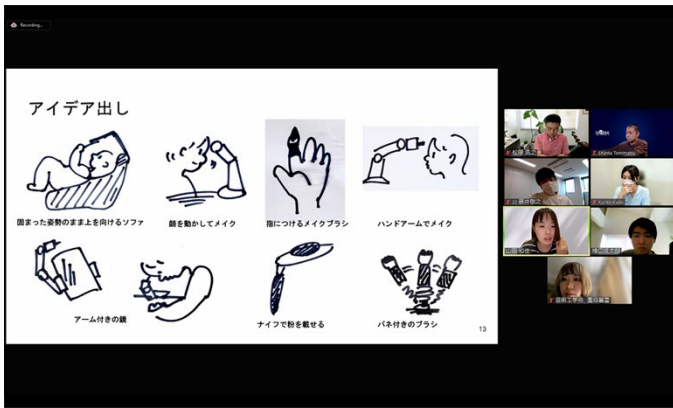 Recording...
アイデア出し
固まった姿勢のまま上を向けるソファ
顔を動かしてメイク
指につけるメイクブラシ
ハンドアームでメイク
アーム付きの鏡
ナイフで粉を載せる
バネ付きのブラシ
13